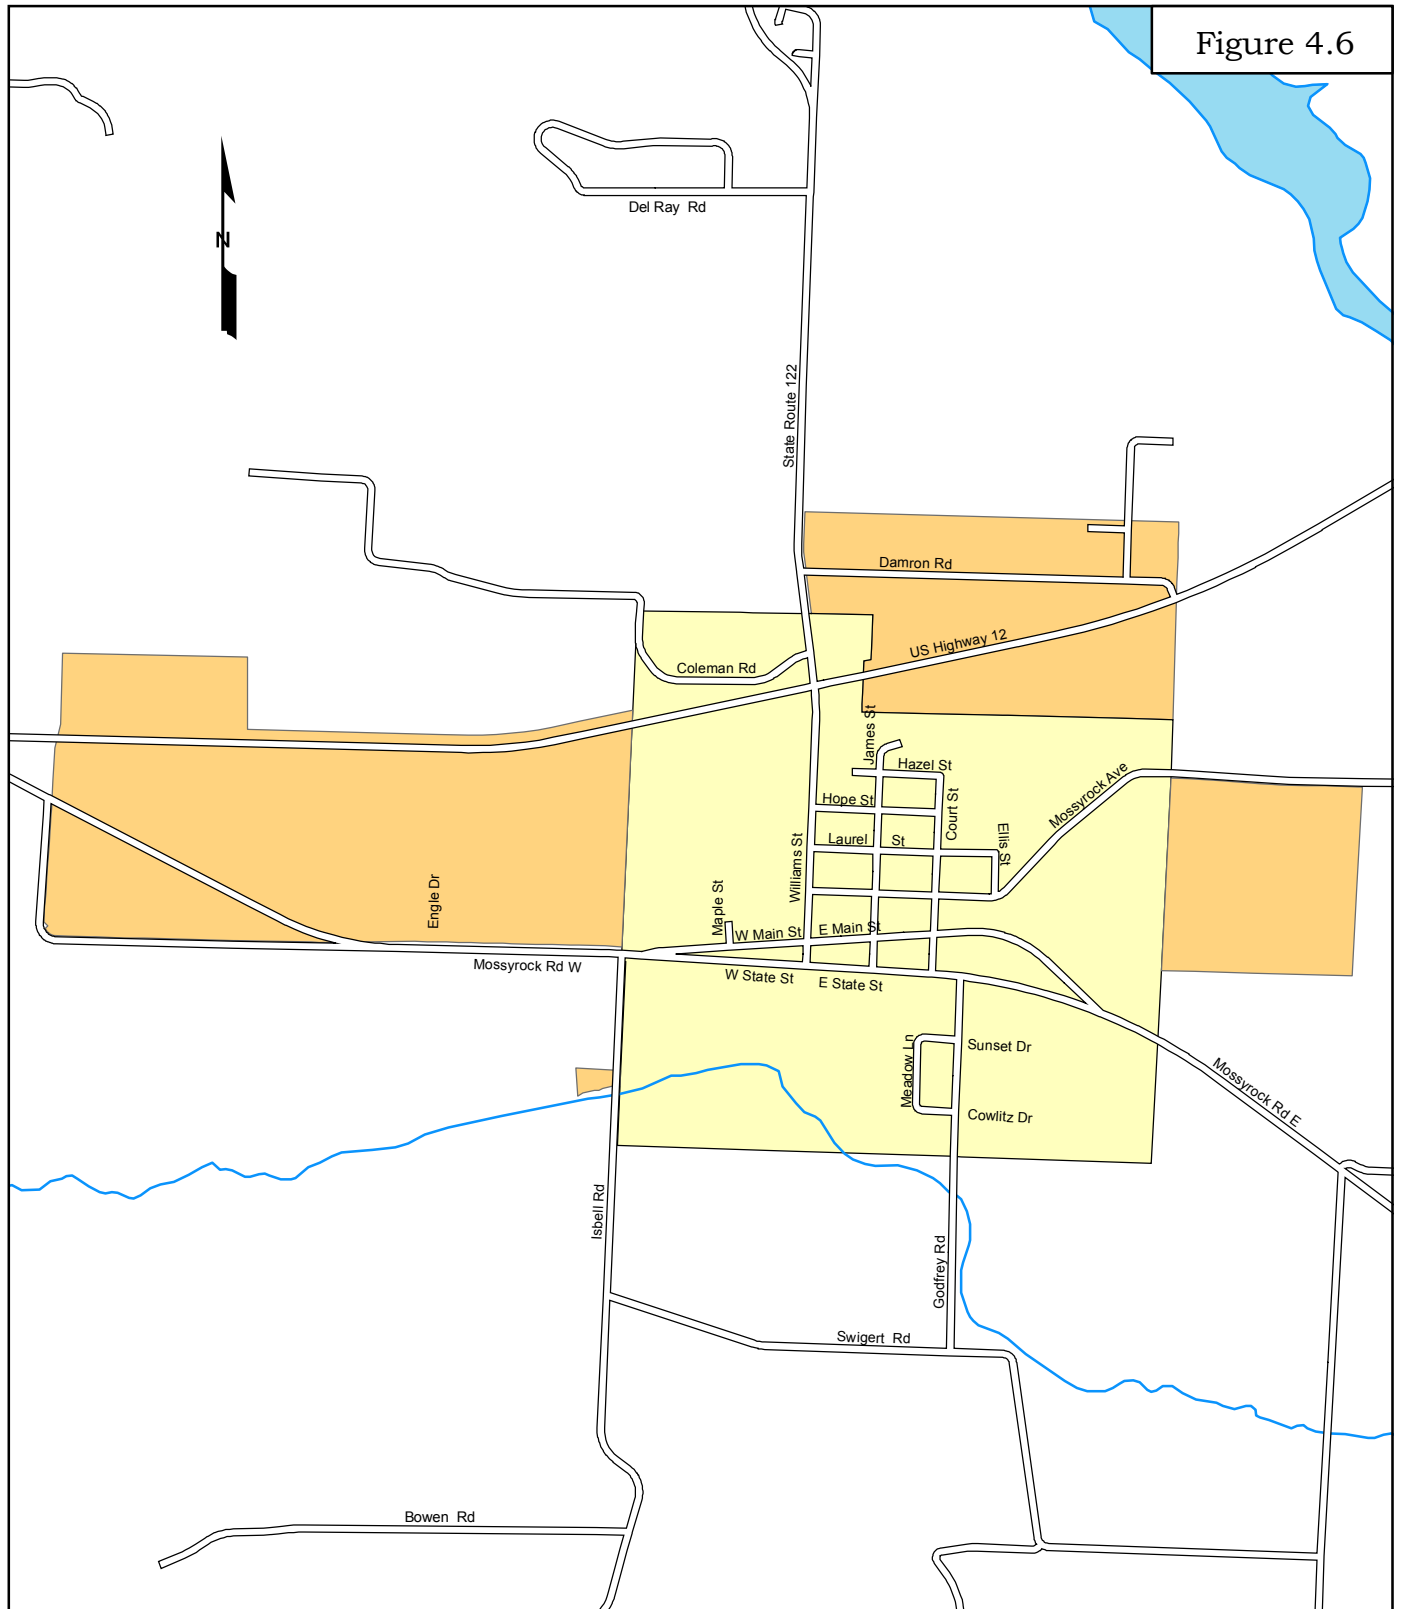 Figure 4.6
Del Ray  Rd
N
State Route 122
Damron Rd
US Highway 12
Coleman Rd
James St
Hazel St
Mossyrock Ave
Hope St
Court St
Laurel
St
Ellis St
Williams St
Engle Dr
Maple St
W Main St
E Main St
Mossyrock Rd W
W State St
E State St
Meadow Ln
Sunset Dr
Mossyrock Rd E
Cowlitz Dr
Isbell Rd
Godfrey Rd
Swigert  Rd
Bowen  Rd